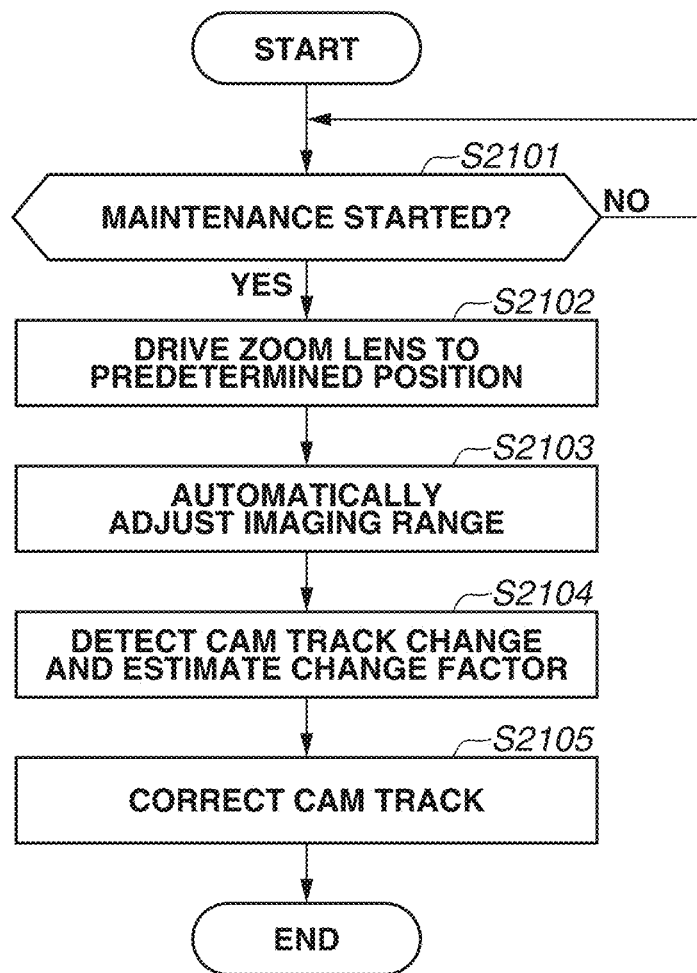 START
S2101
MAINTENANCE STARTED?
NO
YES
S2102
DRIVE ZOOM LENS TO
PREDETERMINED POSITION
S2103
AUTOMATICALLY
ADJUST IMAGING RANGE
S2104
DETECT CAM TRACK CHANGE
AND ESTIMATE CHANGE FACTOR
S2105
CORRECT CAM TRACK
END